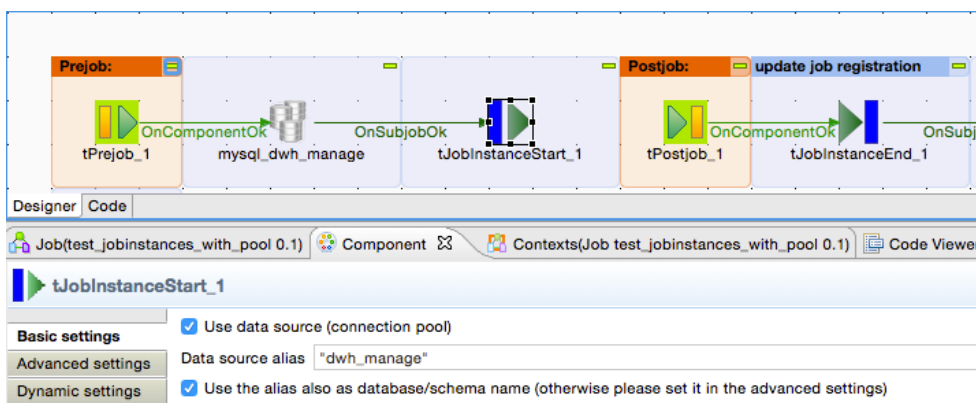 Prejob:
Postjob:
update job registration
OnComponentOk
OnSubjobOk
OnComponentOk
OnSubj
tPrejob_1
mysql_dwh_manage
tJobInstanceStart_1
tPostjob_1
tJobInstanceEnd_1
Designer
Code
Job(test_jobinstances_with_pool 0.1)
Component
Contexts(Job test_jobinstances_with_pool 0.1)
Code Viewer
tJobInstanceStart_1
Basic settings
Use data source (connection pool)
Advanced settings
Data source alias
"dwh_manage"
Dynamic settings
Use the alias also as database/schema name (otherwise please set it in the advanced settings)